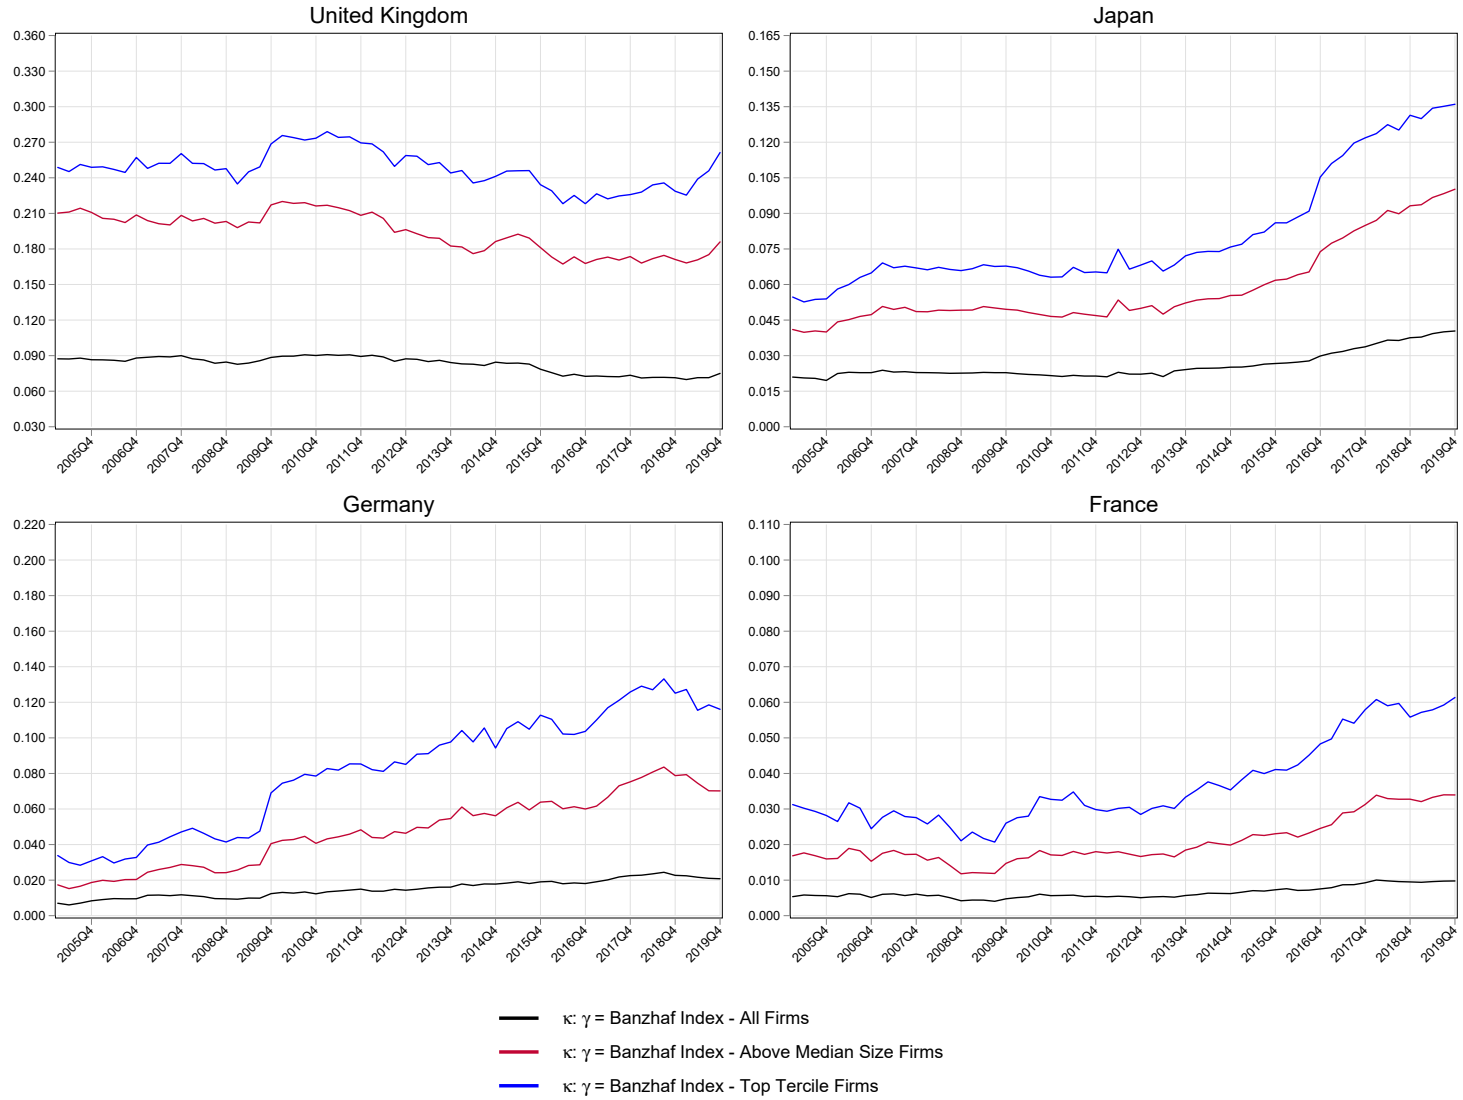 United Kingdom
0.360
0.330
0.300
0.270
0.240
0.210
0.180
0.150
0.120
0.090
0.060
0.030
2005Q4
2006Q4
2007Q4
2008Q4
2009Q4
2010Q4
2011Q4
2012Q4
2013Q4
2014Q4
2015Q4
2016Q4
2017Q4
2018Q4
2019Q4
Japan
0.165
0.150
0.135
0.120
0.105
0.090
0.075
0.060
0.045
0.030
0.015
0.000
2005Q4
2006Q4
2007Q4
2008Q4
2009Q4
2010Q4
2011Q4
2012Q4
2013Q4
2014Q4
2015Q4
2016Q4
2017Q4
2018Q4
2019Q4
Germany
0.220
0.200
0.180
0.160
0.140
0.120
0.100
0.080
0.060
0.040
0.020
0.000
2005Q4
2006Q4
2007Q4
2008Q4
2009Q4
2010Q4
2011Q4
2012Q4
2013Q4
2014Q4
2015Q4
2016Q4
2017Q4
2018Q4
2019Q4
France
0.110
0.100
0.090
0.080
0.070
0.060
0.050
0.040
0.030
0.020
0.010
0.000
2005Q4
2006Q4
2007Q4
2008Q4
2009Q4
2010Q4
2011Q4
2012Q4
2013Q4
2014Q4
2015Q4
2016Q4
2017Q4
2018Q4
2019Q4
κ: γ = Banzhaf Index - All Firms
κ: γ = Banzhaf Index - Above Median Size Firms
κ: γ = Banzhaf Index - Top Tercile Firms